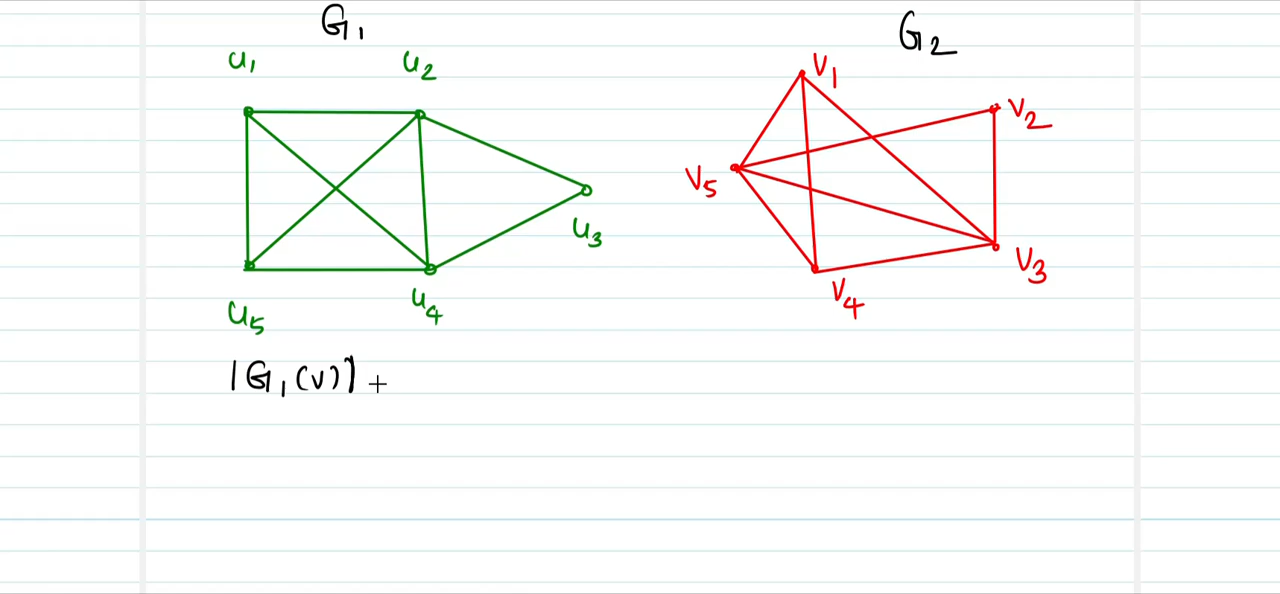 G₁
u₁ u₂
u₃
u₅ u₄
G₂
v₁
v₂
v₅
v₃
v₄
|G₁(v)| +